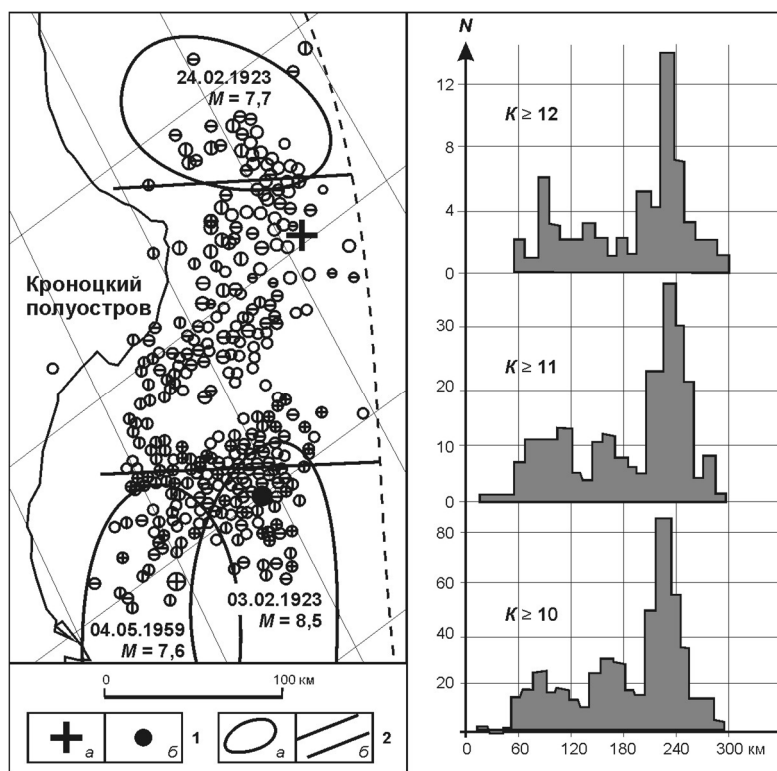 24.02.1923
M = 7,7
Кроноцкий
полуостров
03.02.1923
M = 8,5
04.05.1959
M = 7,6
0 100 км
а б 1 а б 2
N
12
8
4
0
K ≥ 12
30
20
10
0
K ≥ 11
80
60
40
20
K ≥ 10
0 60 120 180 240 300 км